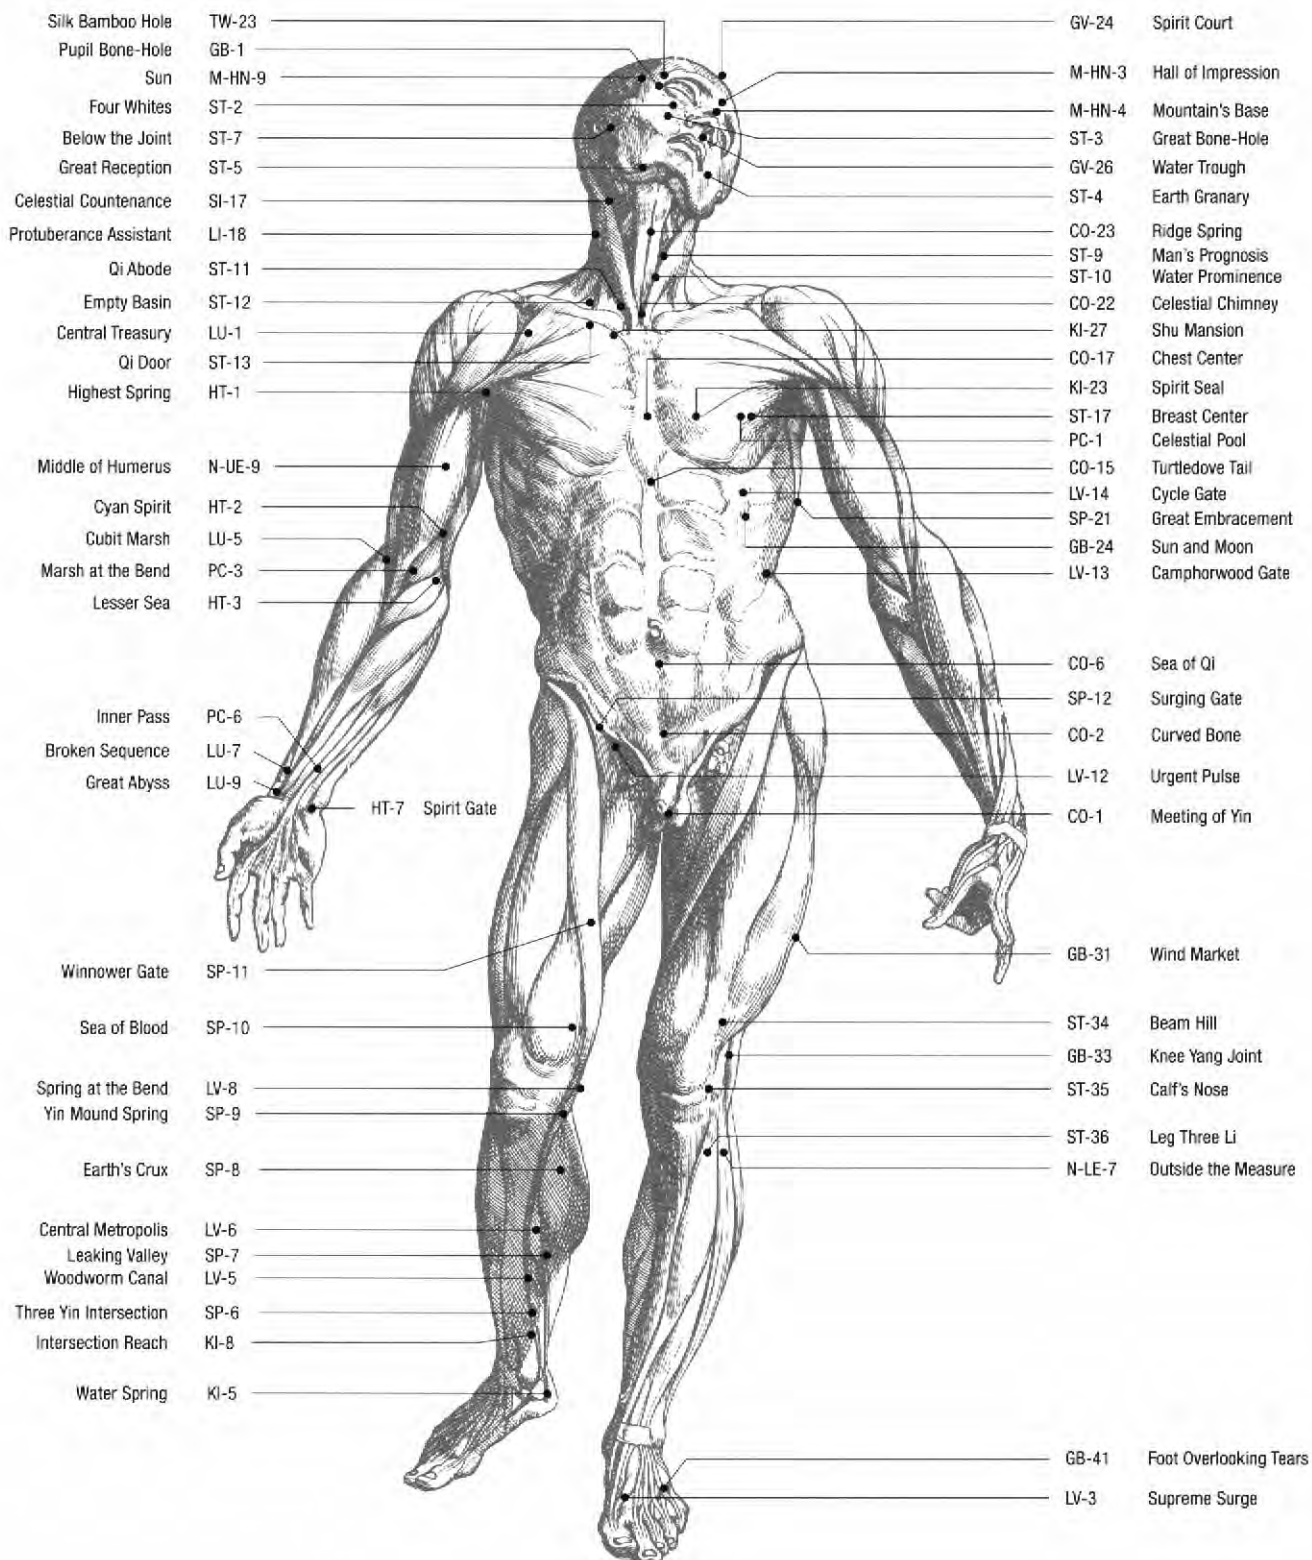 Silk Bamboo Hole TW-23
Pupil Bone-Hole GB-1
Sun M-HN-9
Four Whites ST-2
Below the Joint ST-7
Great Reception ST-5
Celestial Countenance SI-17
Protuberance Assistant LI-18
Qi Abode ST-11
Empty Basin ST-12
Central Treasury LU-1
Qi Door ST-13
Highest Spring HT-1
Middle of Humerus N-UE-9
Cyan Spirit HT-2
Cubit Marsh LU-5
Marsh at the Bend PC-3
Lesser Sea HT-3
Inner Pass PC-6
Broken Sequence LU-7
Great Abyss LU-9
HT-7 Spirit Gate
Winnower Gate SP-11
Sea of Blood SP-10
Spring at the Bend LV-8
Yin Mound Spring SP-9
Earth's Crux SP-8
Central Metropolis LV-6
Leaking Valley SP-7
Woodworm Canal LV-5
Three Yin Intersection SP-6
Intersection Reach KI-8
Water Spring KI-5
GV-24 Spirit Court
M-HN-3 Hall of Impression
M-HN-4 Mountain's Base
ST-3 Great Bone-Hole
GV-26 Water Trough
ST-4 Earth Granary
CO-23 Ridge Spring
ST-9 Man's Prognosis
ST-10 Water Prominence
CO-22 Celestial Chimney
KI-27 Shu Mansion
CO-17 Chest Center
KI-23 Spirit Seal
ST-17 Breast Center
PC-1 Celestial Pool
CO-15 Turtledove Tail
LV-14 Cycle Gate
SP-21 Great Embracement
GB-24 Sun and Moon
LV-13 Camphorwood Gate
CO-6 Sea of Qi
SP-12 Surging Gate
CO-2 Curved Bone
LV-12 Urgent Pulse
CO-1 Meeting of Yin
GB-31 Wind Market
ST-34 Beam Hill
GB-33 Knee Yang Joint
ST-35 Calf's Nose
ST-36 Leg Three Li
N-LE-7 Outside the Measure
GB-41 Foot Overlooking Tears
LV-3 Supreme Surge